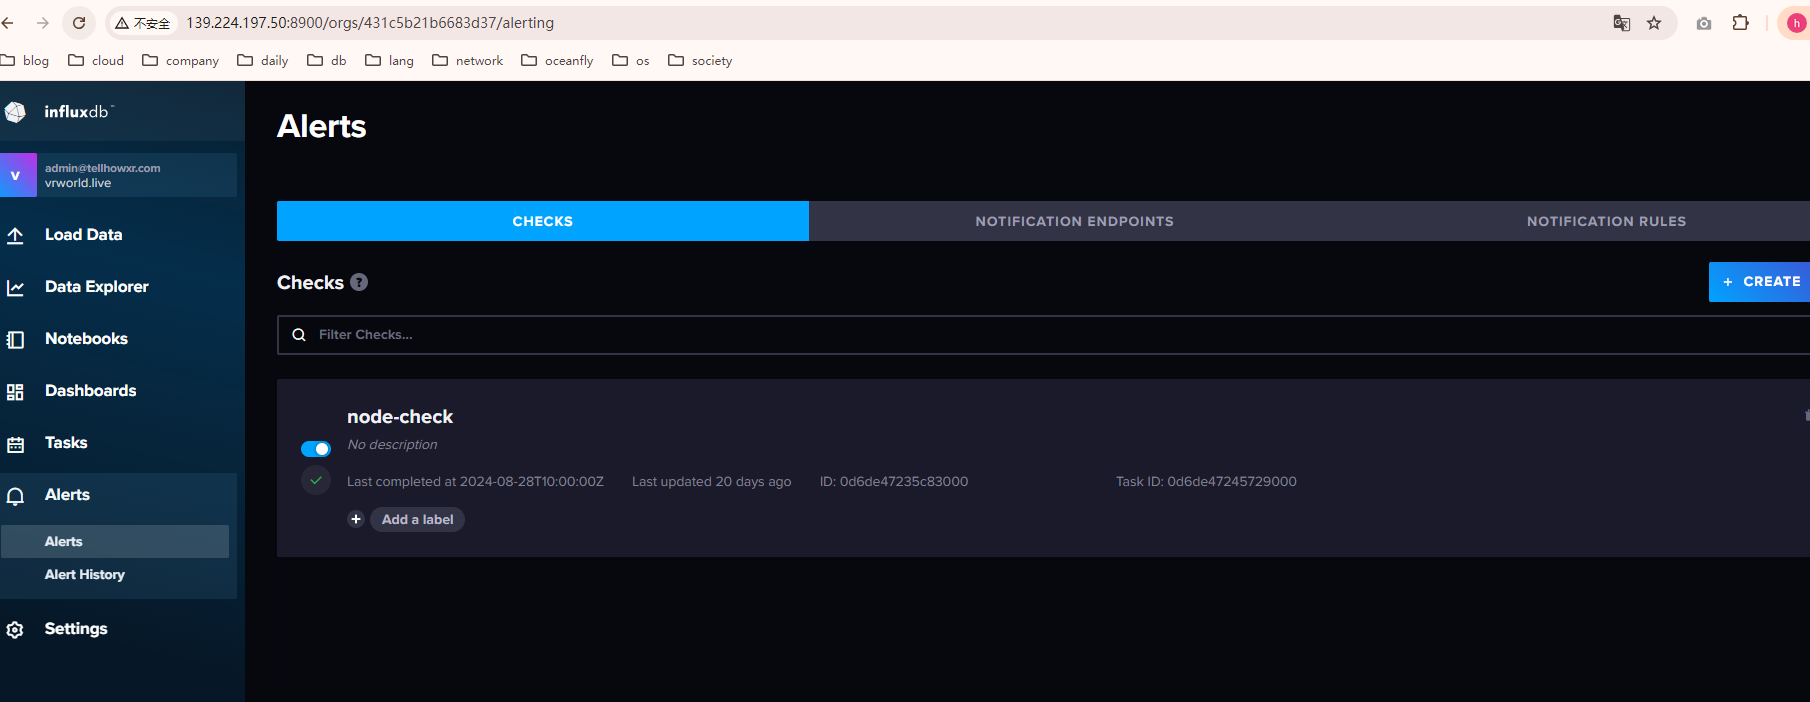 不安全 139.224.197.50:8900/orgs/431c5b21b6683d37/alerting h
blog cloud company daily db lang network oceanfly os society
influxdb™
V
admin@tellhowxr.com
vrworld.live
Load Data
Data Explorer
Notebooks
Dashboards
Tasks
Alerts
Alerts
Alert History
Settings
Alerts
CHECKS NOTIFICATION ENDPOINTS NOTIFICATION RULES
Checks ?
+ CREATE
Filter Checks...
node-check
No description
Last completed at 2024-08-28T10:00:00Z Last updated 20 days ago ID: 0d6de47235c83000 Task ID: 0d6de47245729000
+ Add a label